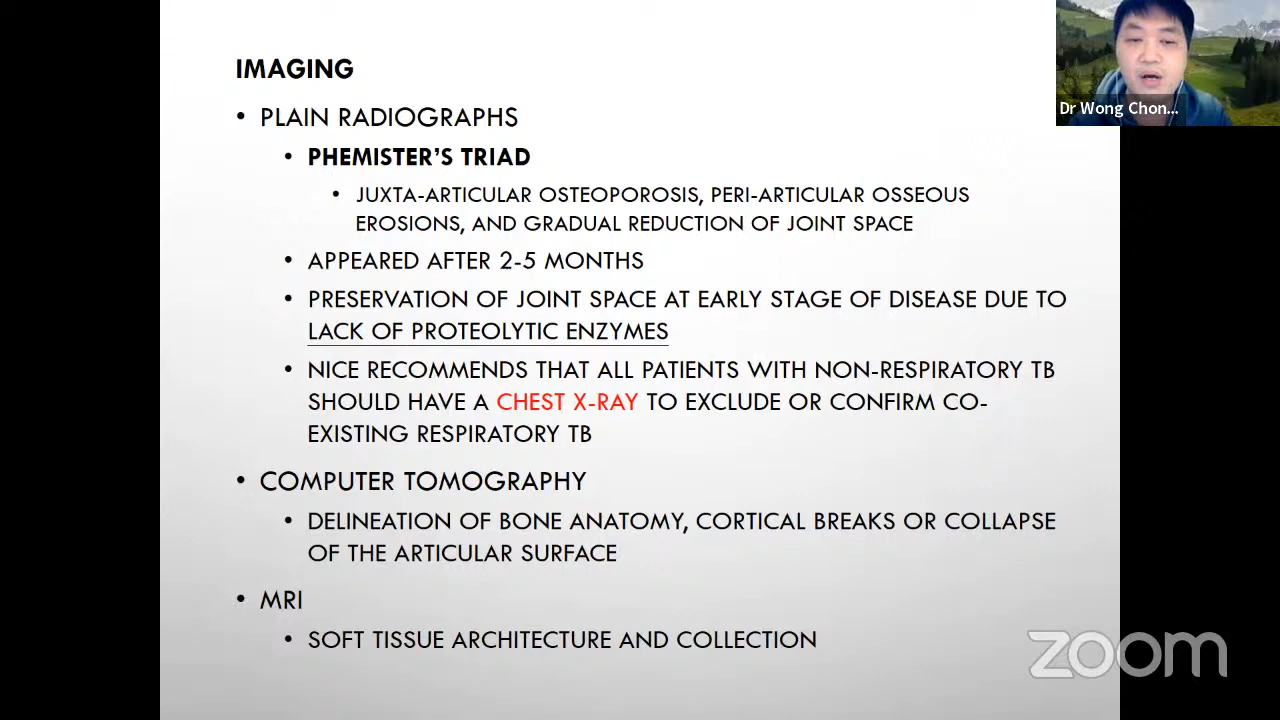 IMAGING
• PLAIN RADIOGRAPHS
• PHEMISTER'S TRIAD
• JUXTA-ARTICULAR OSTEOPOROSIS, PERI-ARTICULAR OSSEOUS
EROSIONS, AND GRADUAL REDUCTION OF JOINT SPACE
• APPEARED AFTER 2-5 MONTHS
• PRESERVATION OF JOINT SPACE AT EARLY STAGE OF DISEASE DUE TO
LACK OF PROTEOLYTIC ENZYMES
• NICE RECOMMENDS THAT ALL PATIENTS WITH NON-RESPIRATORY TB
SHOULD HAVE A CHEST X-RAY TO EXCLUDE OR CONFIRM CO-
EXISTING RESPIRATORY TB
• COMPUTER TOMOGRAPHY
• DELINEATION OF BONE ANATOMY, CORTICAL BREAKS OR COLLAPSE
OF THE ARTICULAR SURFACE
• MRI
• SOFT TISSUE ARCHITECTURE AND COLLECTION
Dr Wong Chon...
zoom